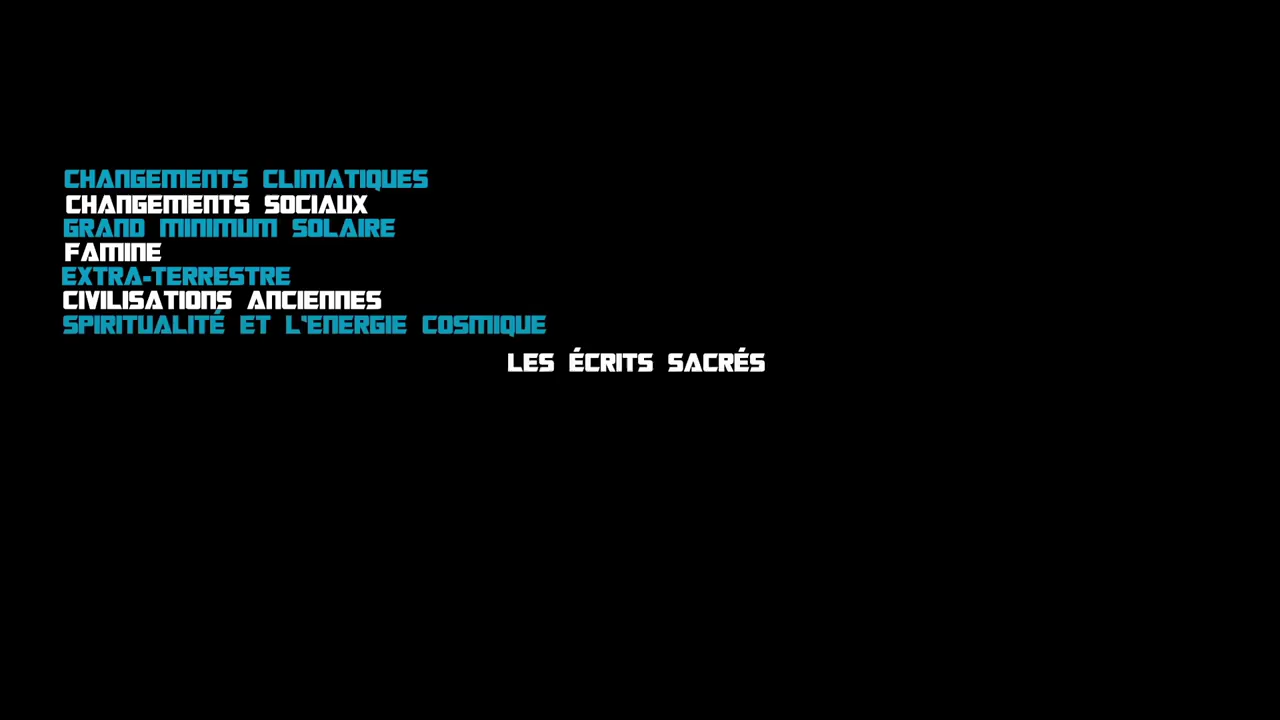 CHANGEMENTS CLIMATIQUES
CHANGEMENTS SOCIAUX
GRAND MINIMUM SOLAIRE
FAMINE
EXTRA-TERRESTRE
CIVILISATIONS ANCIENNES
SPIRITUALITÉ ET L'ENERGIE COSMIQUE
LES ÉCRITS SACRÉS